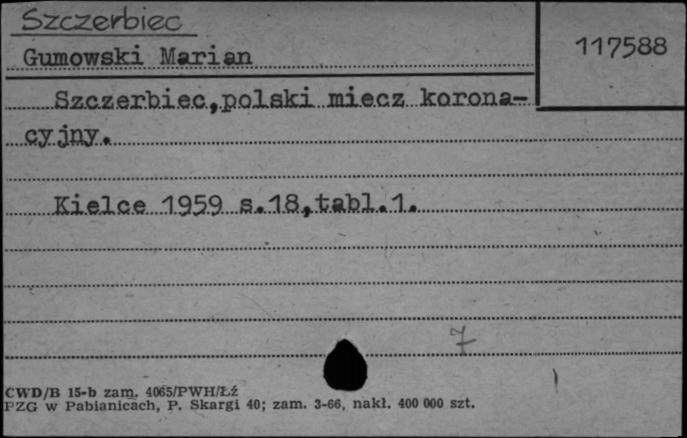 Szczerbiec
Gumowski Marian
117588
Szczerbiec,polski miecz korona-
cyjny.
Kielce 1959 s.18,tabl.1.
7
CWD/B 15-b zam. 4065/PWH/Łż
PZG w Pabianicach, P. Skargi 40; zam. 3-66, nakł. 400 000 szt.